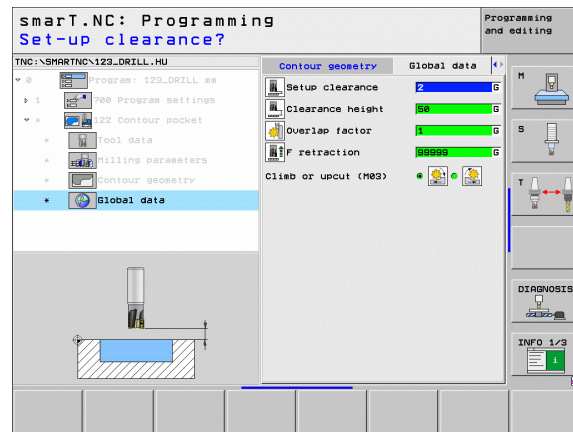 smarT.NC: Programming
Programming and editing
Set-up clearance?
TNC:\SMARTNC\123_DRILL.HU
0 Program: 123_DRILL mm
1 700 Program settings
* 122 Contour pocket
* Tool data
* Milling parameters
* Contour geometry
* Global data
Contour geometry Global data
Setup clearance 2 G
Clearance height 50 G
Overlap factor 1 G
F retraction 99999 G
Climb or upcut (M03)
M
S
T
DIAGNOSIS
INFO 1/3
i